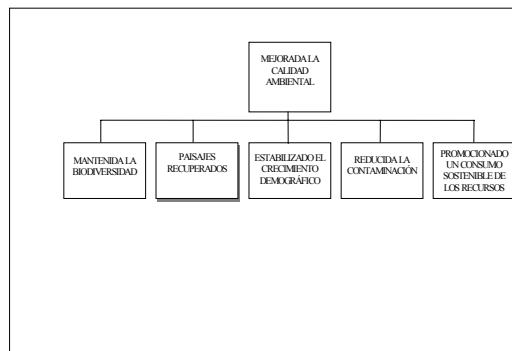 MEJORADA LA
CALIDAD
AMBIENTAL
MANTENIDA LA
BIODIVERSIDAD
PAISAJES
RECUPERADOS
ESTABILIZADO EL
CRECIMIENTO
DEMOGRÁFICO
REDUCIDA LA
CONTAMINACIÓN
PROMOCIONADO
UN CONSUMO
SOSTENIBLE DE
LOS RECURSOS